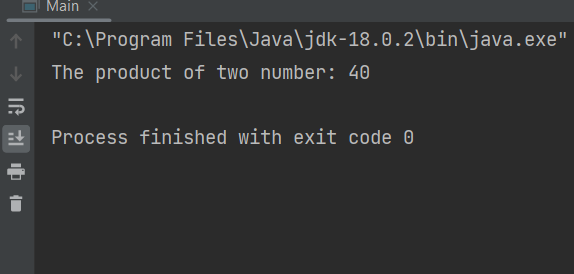 Main
"C:\Program Files\Java\jdk-18.0.2\bin\java.exe"
The product of two number: 40
Process finished with exit code 0